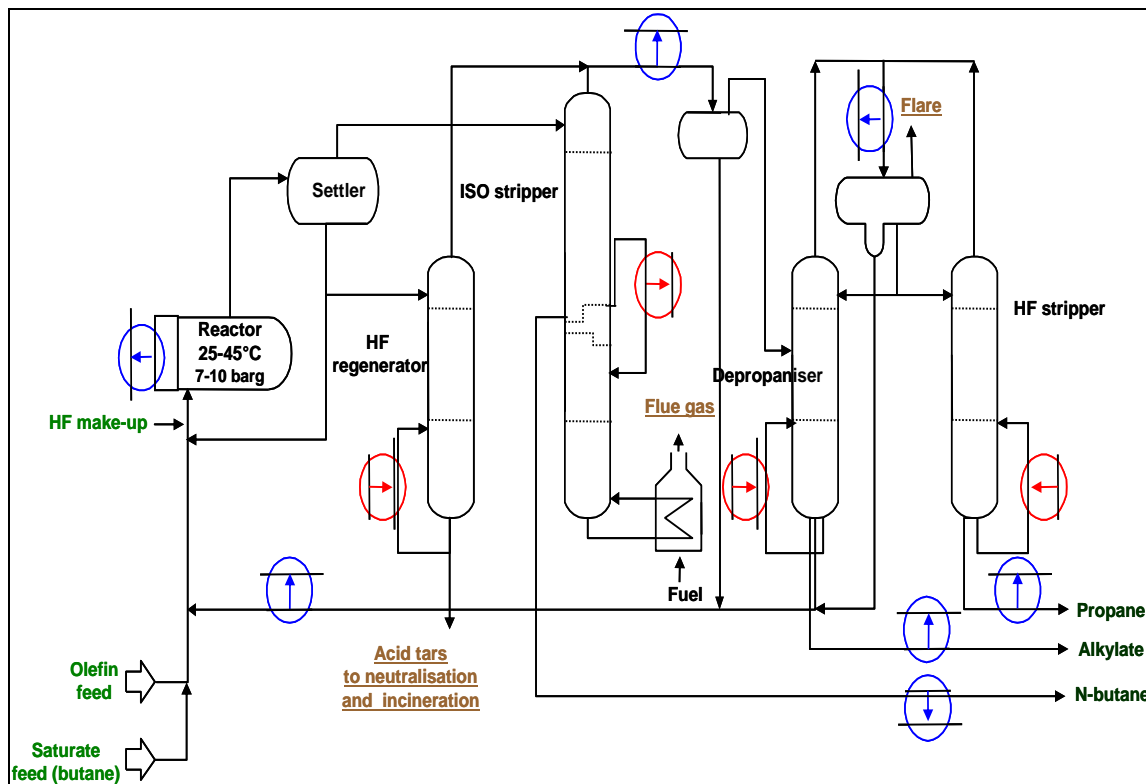 Flare
Settler
ISO stripper
HF stripper
Reactor
25-45°C
7-10 barg
HF
regenerator
Depropaniser
HF make-up
Flue gas
Fuel
Propane
Alkylate
N-butane
Acid tars
to neutralisation
and incineration
Olefin
feed
Saturate
feed (butane)